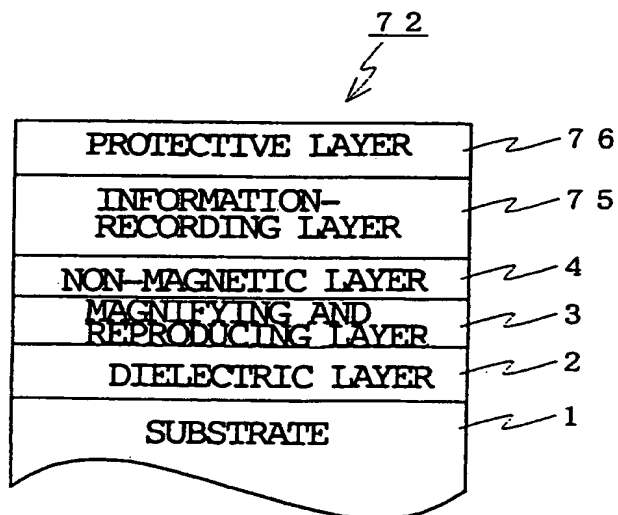 72
PROTECTIVE LAYER 76
INFORMATION-
RECORDING LAYER 75
NON-MAGNETIC LAYER 4
MAGNIFYING AND
REPRODUCING LAYER 3
DIELECTRIC LAYER 2
SUBSTRATE 1